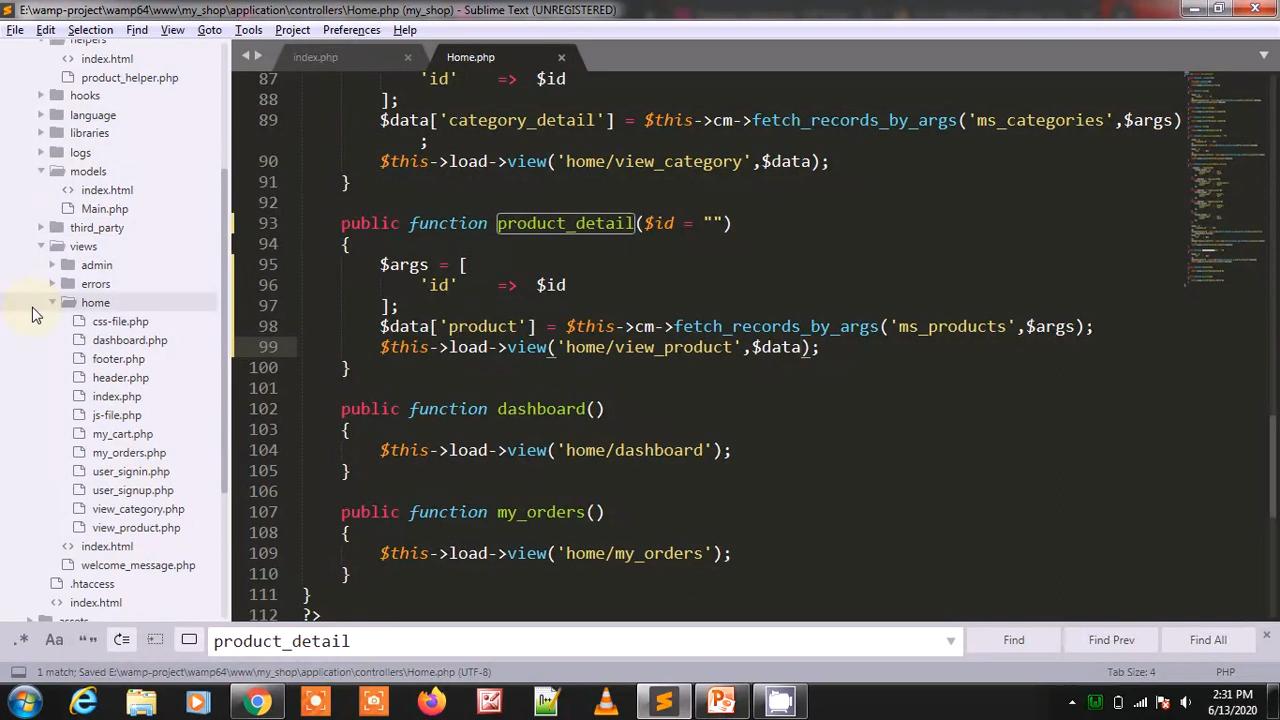 E:\wamp-project\wamp64\www\my_shop\application\controllers\Home.php (my_shop) - Sublime Text (UNREGISTERED)
File Edit Selection Find View Goto Tools Project Preferences Help
helpers
index.html
product_helper.php
hooks
language
libraries
logs
models
index.html
Main.php
third_party
views
admin
errors
home
css-file.php
dashboard.php
footer.php
header.php
index.php
js-file.php
my_cart.php
my_orders.php
user_signin.php
user_signup.php
view_category.php
view_product.php
index.html
welcome_message.php
.htaccess
index.html
assets
index.php Home.php
87 'id' => $id
88 ];
89 $data['category_detail'] = $this->cm->fetch_records_by_args('ms_categories',$args)
;
90 $this->load->view('home/view_category',$data);
91 }
92
93 public function product_detail($id = "")
94 {
95 $args = [
96 'id' => $id
97 ];
98 $data['product'] = $this->cm->fetch_records_by_args('ms_products',$args);
99 $this->load->view('home/view_product',$data);
100 }
101
102 public function dashboard()
103 {
104 $this->load->view('home/dashboard');
105 }
106
107 public function my_orders()
108 {
109 $this->load->view('home/my_orders');
110 }
111 }
112 ?>
.* Aa “” product_detail Find Find Prev Find All
1 match; Saved E:\wamp-project\wamp64\www\my_shop\application\controllers\Home.php (UTF-8) Tab Size: 4 PHP
2:31 PM
6/13/2020